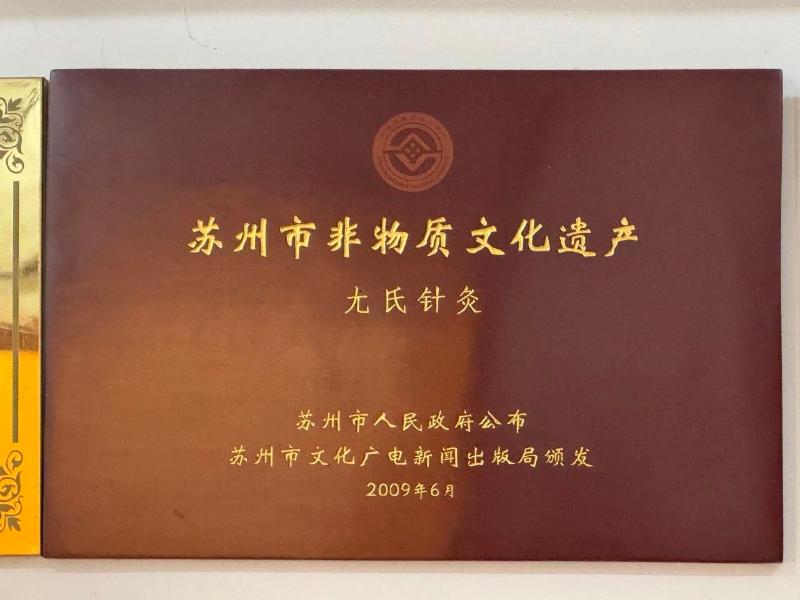 苏州市非物质文化遗产
尤氏针灸
苏州市人民政府公布
苏州市文化广电新闻出版局颁发
2009年6月